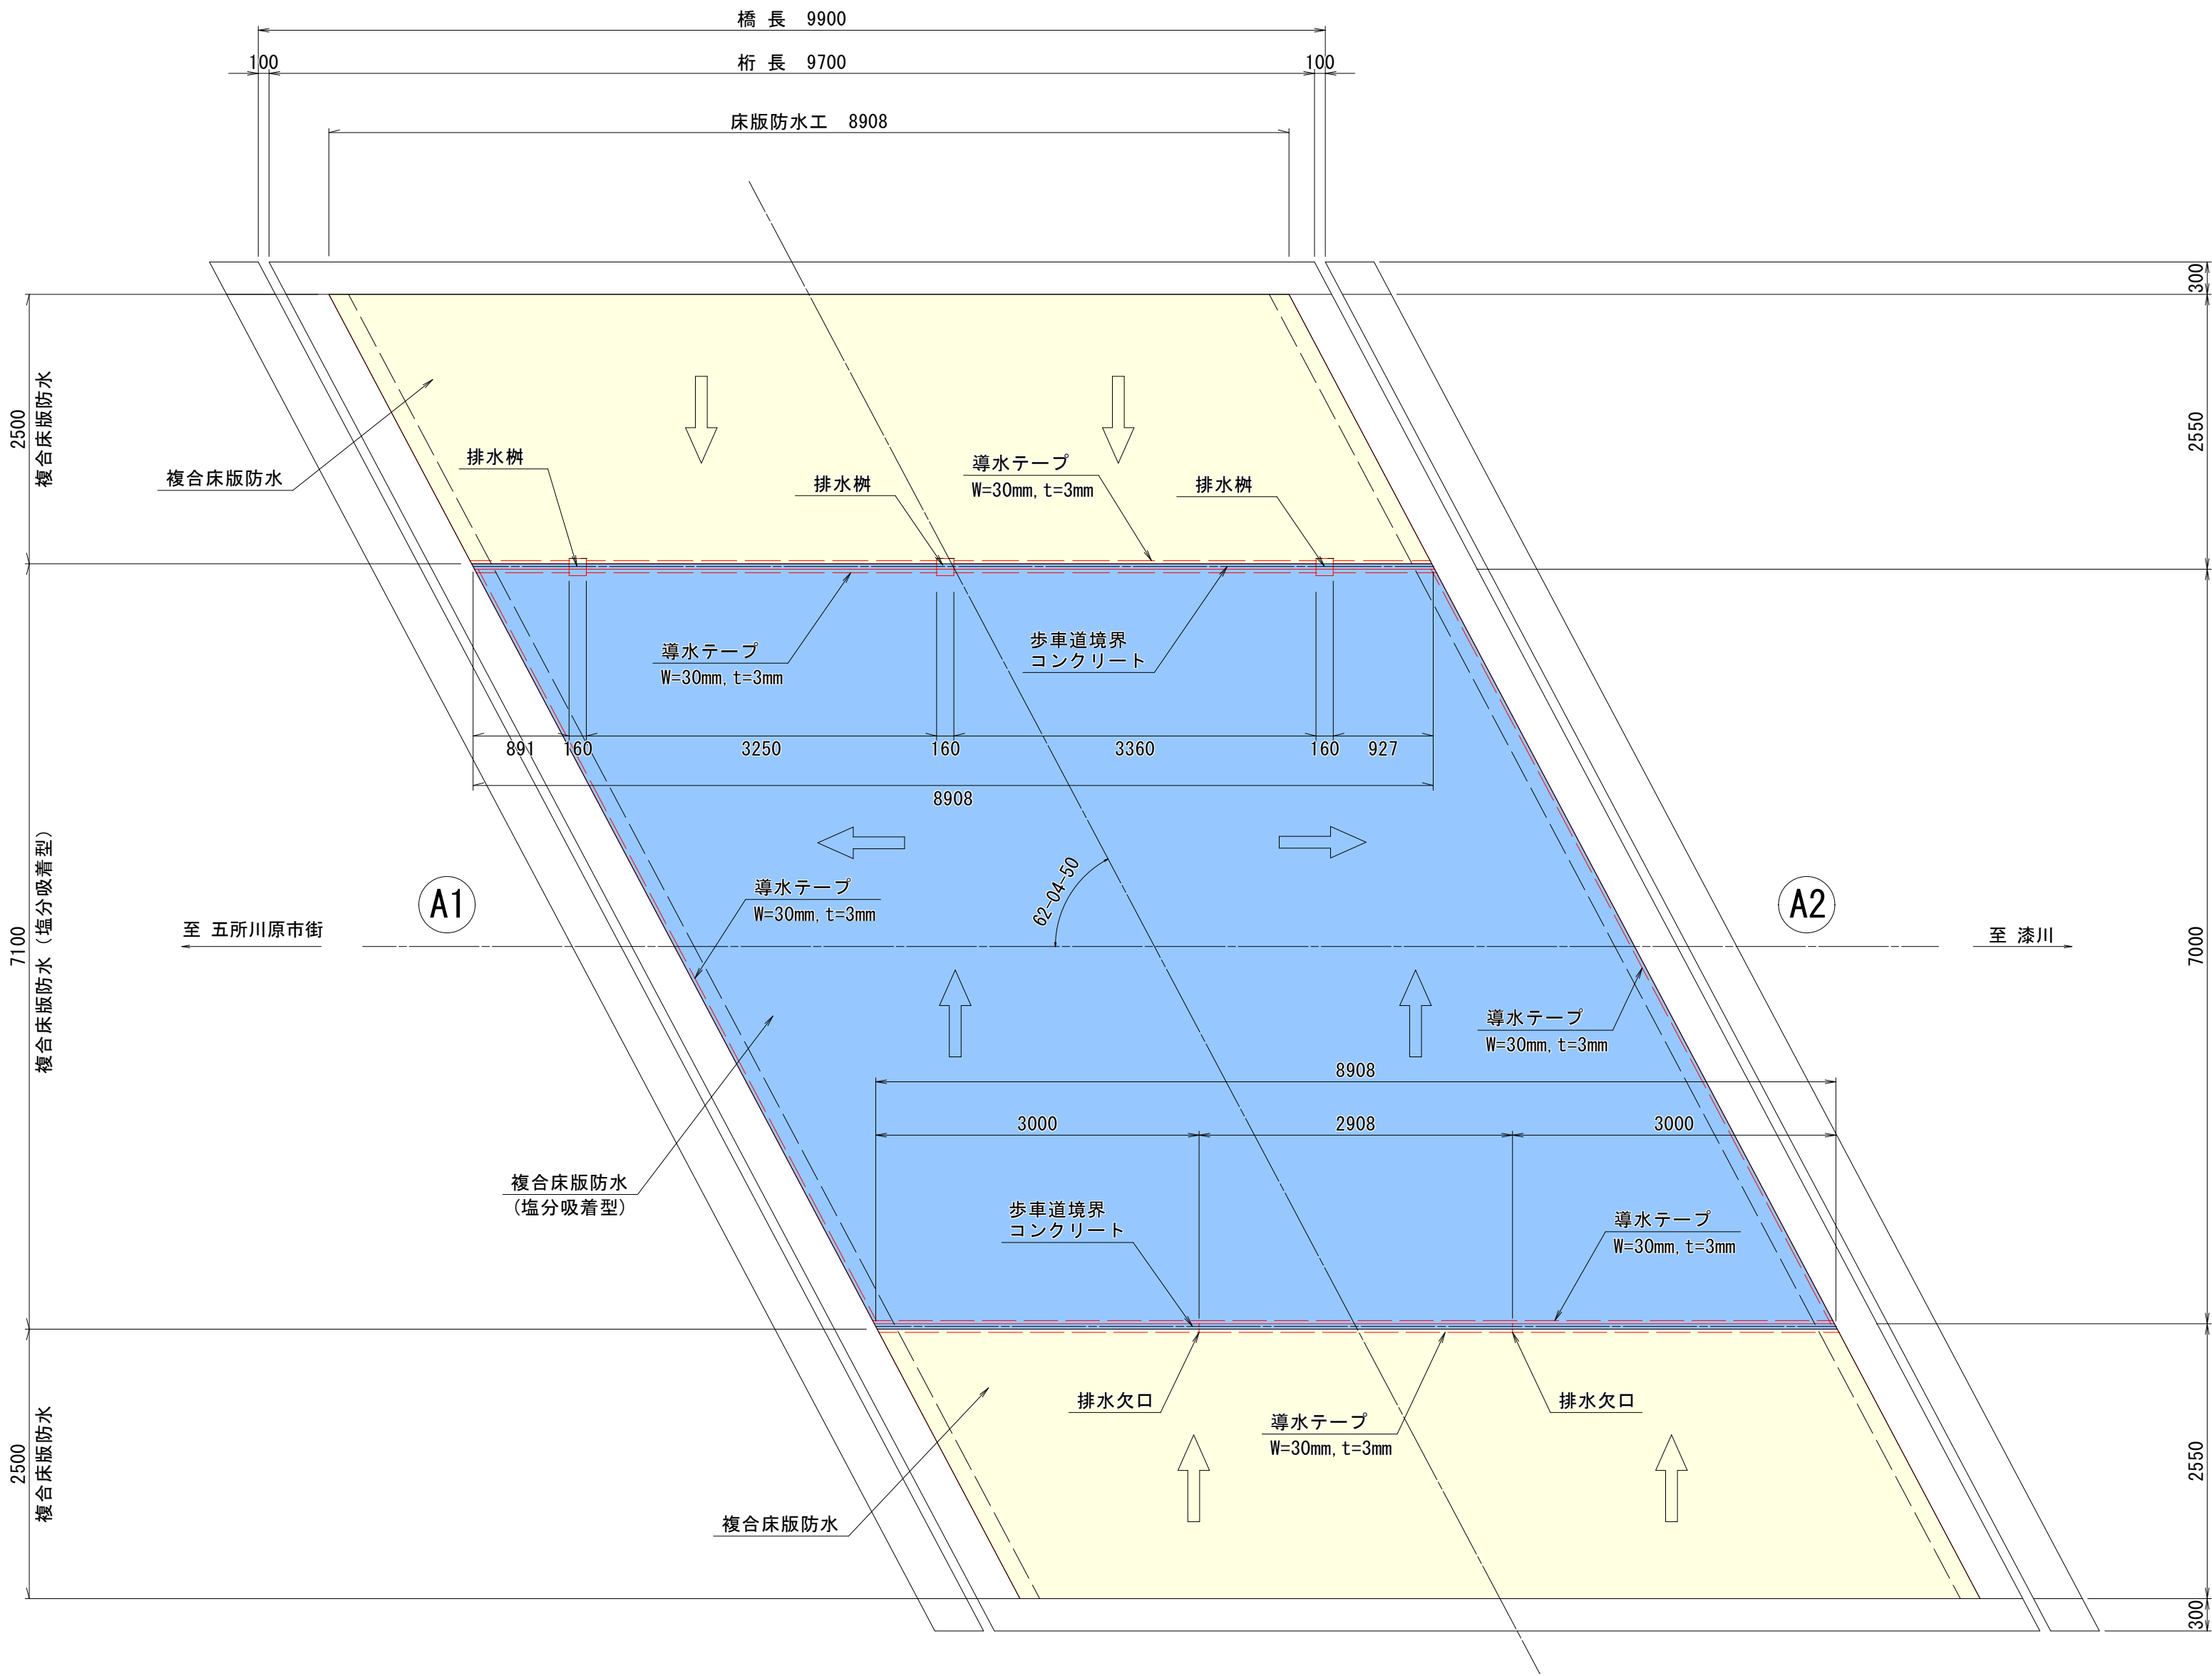 橋 長　9900
100
桁 長　9700
100
床版防水工　8908
300
2500
複合床版防水
2550
複合床版防水
排水桝
排水桝
導水テープ
W=30mm, t=3mm
排水桝
導水テープ
W=30mm, t=3mm
歩車道境界
コンクリート
891
160
3250
160
3360
160
927
8908
7100
複合床版防水（塩分吸着型）
A1
至 五所川原市街
導水テープ
W=30mm, t=3mm
62-04-50
A2
至 漆川
7000
導水テープ
W=30mm, t=3mm
8908
3000
2908
3000
複合床版防水
(塩分吸着型)
歩車道境界
コンクリート
導水テープ
W=30mm, t=3mm
排水欠口
導水テープ
W=30mm, t=3mm
排水欠口
2500
複合床版防水
2550
複合床版防水
300